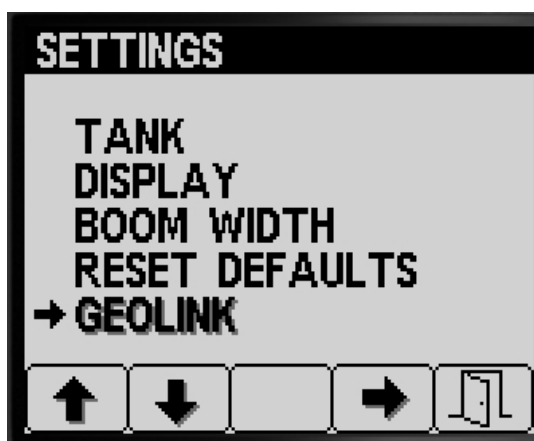 SETTINGS
TANK
DISPLAY
BOOM WIDTH
RESET DEFAULTS
GEOLINK